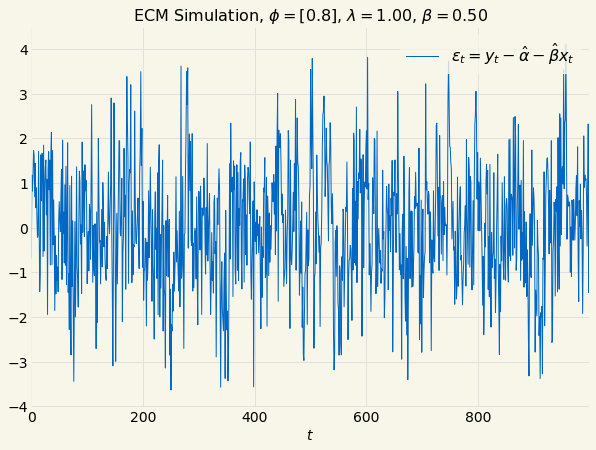 ECM Simulation, ϕ = [0.8], λ = 1.00, β = 0.50
εₜ = yₜ − α̂ − β̂xₜ
4
3
2
1
0
−1
−2
−3
−4
0 200 400 600 800
t